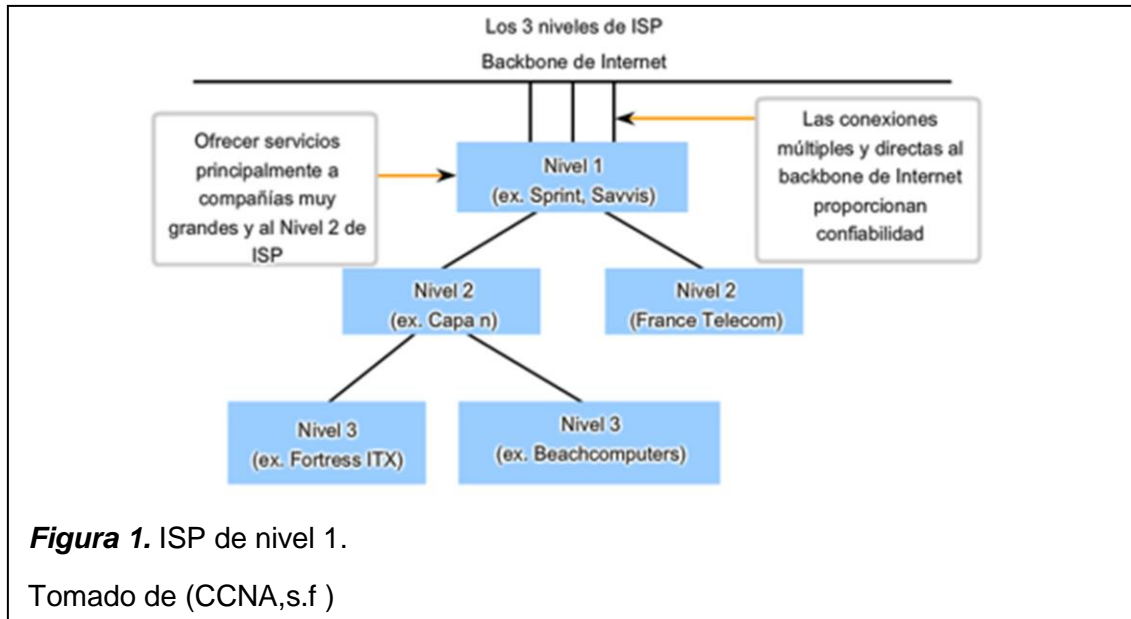 Los 3 niveles de ISP
Backbone de Internet
Ofrecer servicios
principalmente a
compañías muy
grandes y al Nivel 2 de
ISP
Las conexiones
múltiples y directas al
backbone de Internet
proporcionan
confiabilidad
Nivel 1
(ex. Sprint, Savvis)
Nivel 2
(ex. Capa n)
Nivel 2
(France Telecom)
Nivel 3
(ex. Fortress ITX)
Nivel 3
(ex. Beachcomputers)
Figura 1. ISP de nivel 1.
Tomado de (CCNA,s.f )